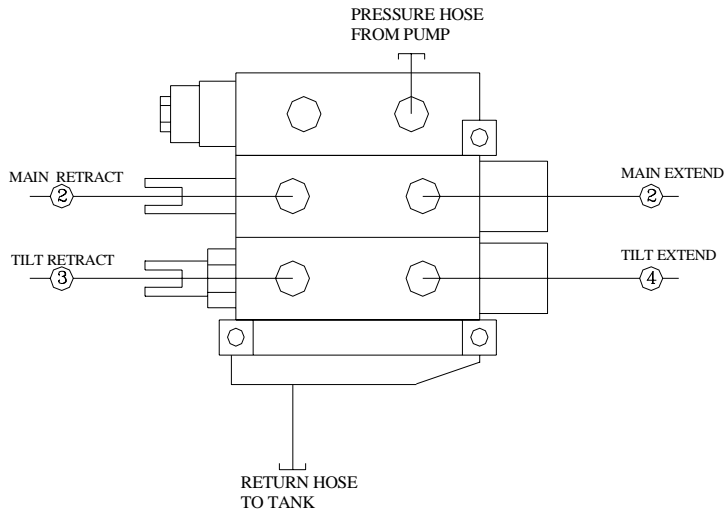 PRESSURE HOSE
FROM PUMP
MAIN RETRACT
2
MAIN EXTEND
2
TILT RETRACT
3
TILT EXTEND
4
RETURN HOSE
TO TANK